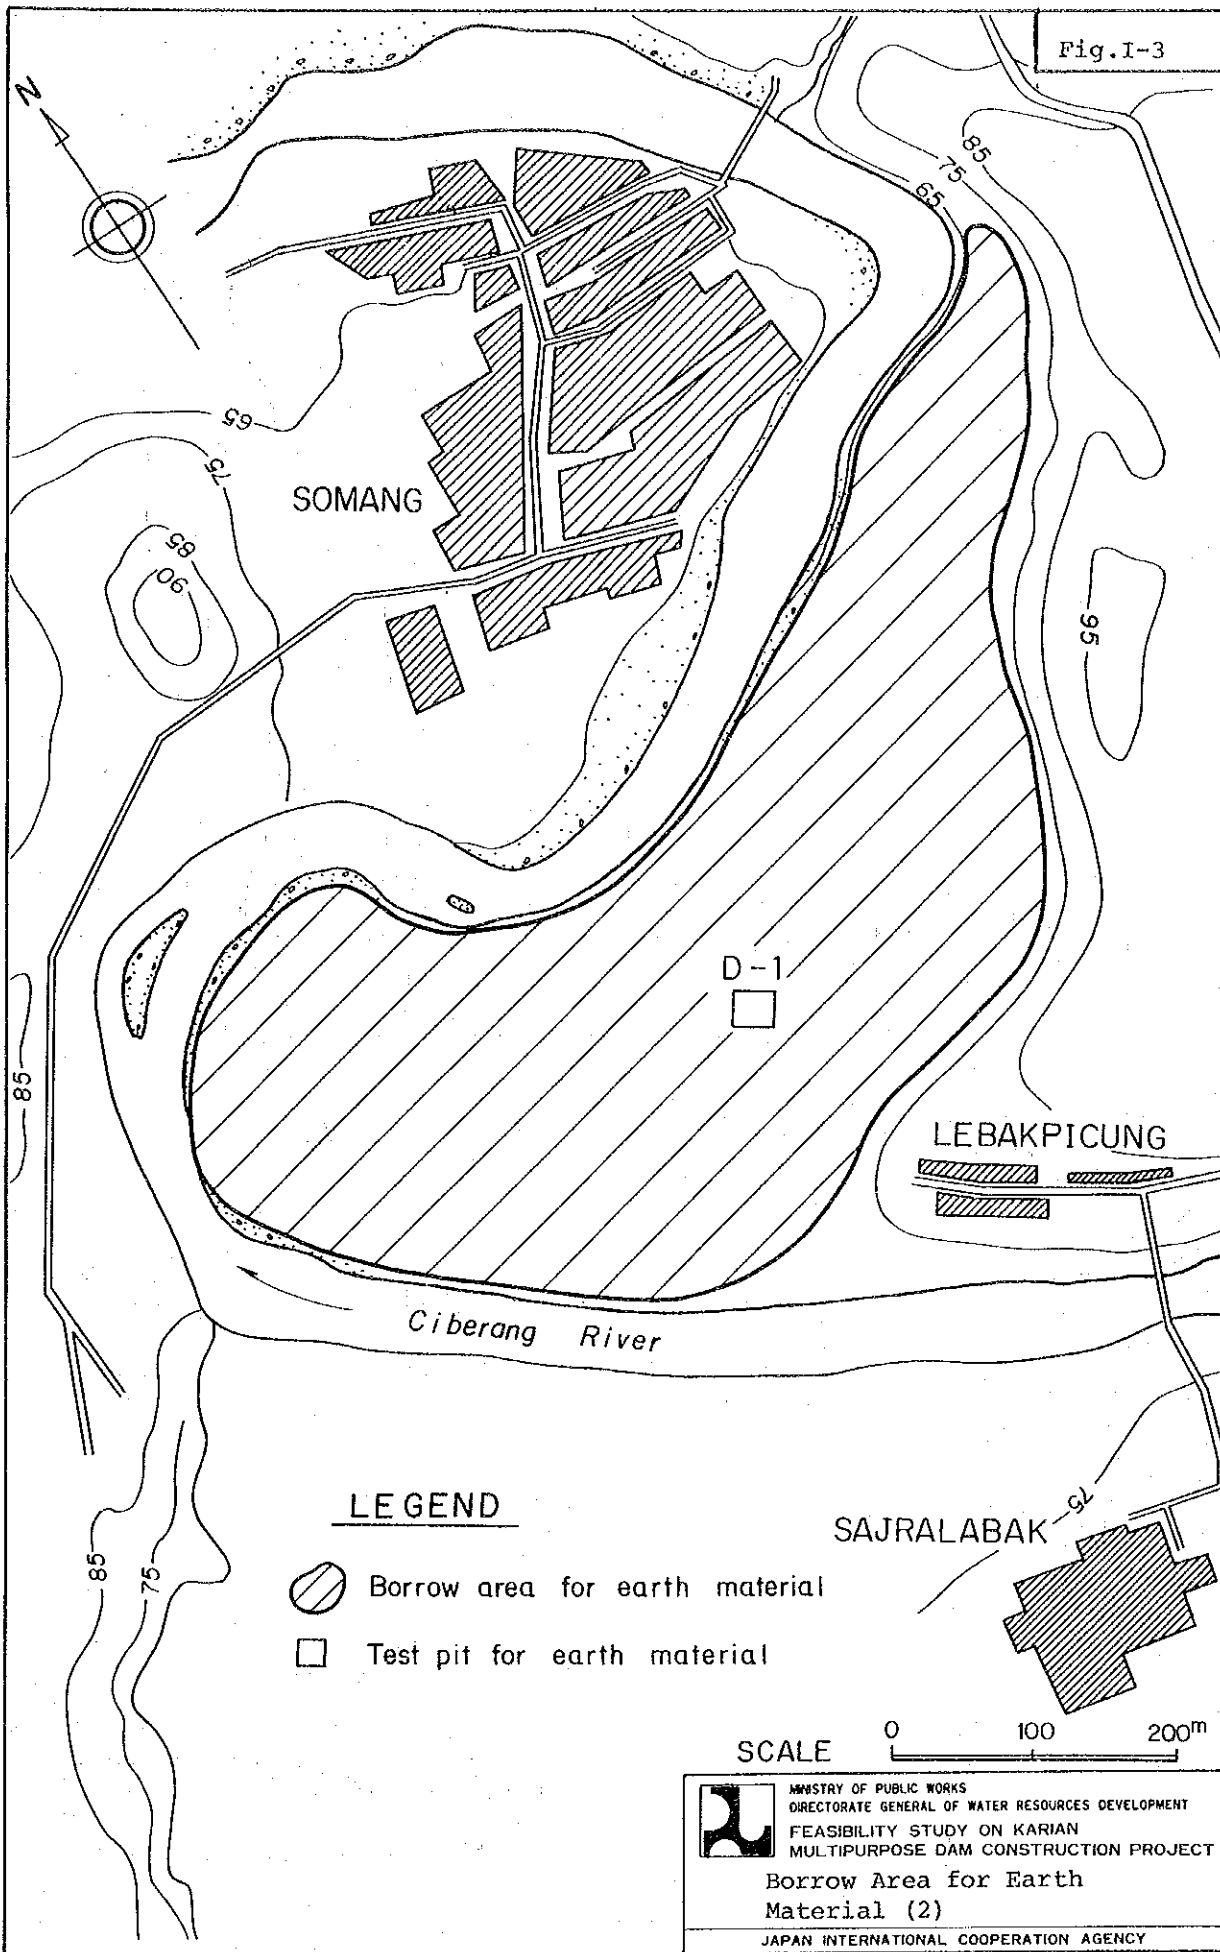 Fig.I-3
N
85
75
65
65
75
SOMANG
85
90
95
D-1
85
LEBAKPICUNG
Ciberang River
LEGEND
75
SAJRALABAK
85
75
Borrow area for earth material
Test pit for earth material
0 100 200m
SCALE
MINISTRY OF PUBLIC WORKS
DIRECTORATE GENERAL OF WATER RESOURCES DEVELOPMENT
FEASIBILITY STUDY ON KARIAN
MULTIPURPOSE DAM CONSTRUCTION PROJECT
Borrow Area for Earth
Material (2)
JAPAN INTERNATIONAL COOPERATION AGENCY